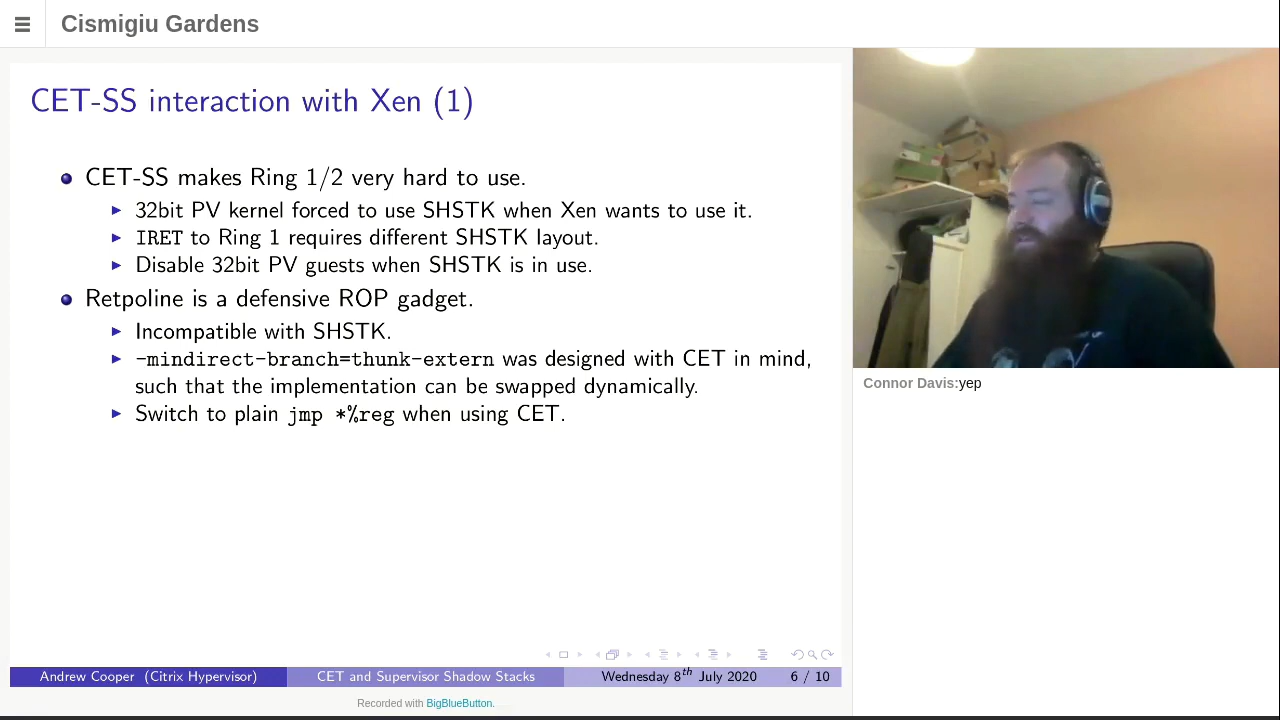 Cismigiu Gardens
CET-SS interaction with Xen (1)
CET-SS makes Ring 1/2 very hard to use.
32bit PV kernel forced to use SHSTK when Xen wants to use it.
IRET to Ring 1 requires different SHSTK layout.
Disable 32bit PV guests when SHSTK is in use.
Retpoline is a defensive ROP gadget.
Incompatible with SHSTK.
-mindirect-branch=thunk-extern was designed with CET in mind,
such that the implementation can be swapped dynamically.
Switch to plain jmp *%reg when using CET.
Andrew Cooper (Citrix Hypervisor) CET and Supervisor Shadow Stacks Wednesday 8th July 2020 6 / 10
Recorded with BigBlueButton.
Connor Davis:yep